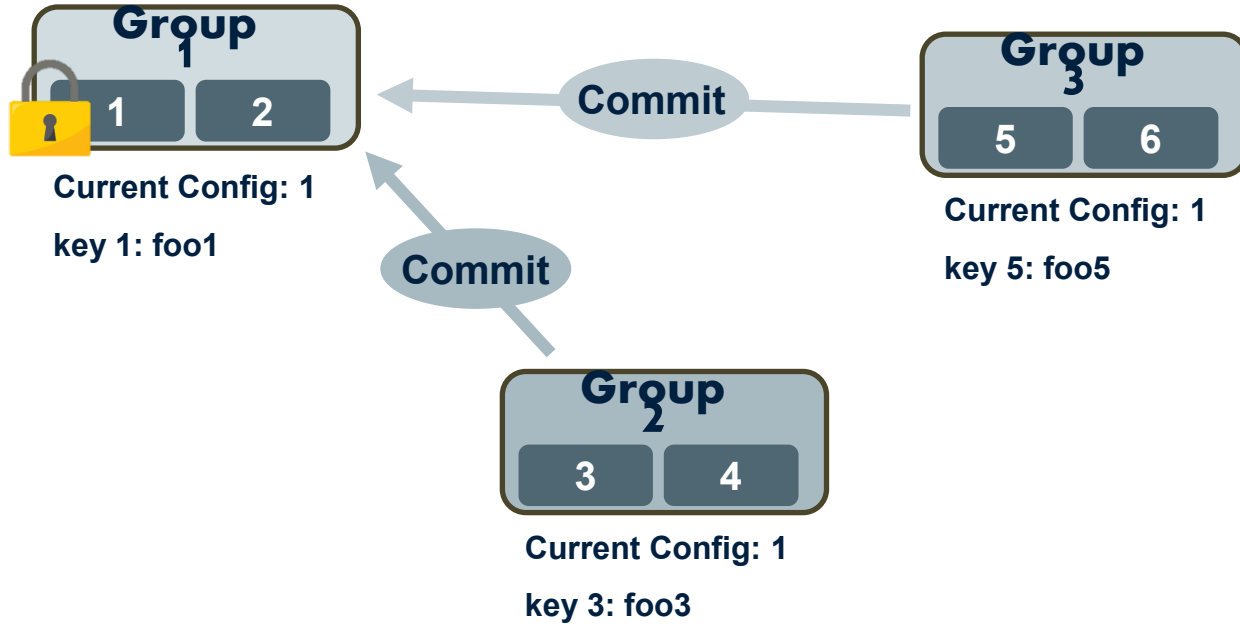 Group
1
1
2
Current Config: 1
key 1: foo1
Commit
Group
3
5
6
Current Config: 1
key 5: foo5
Commit
Group
2
3
4
Current Config: 1
key 3: foo3